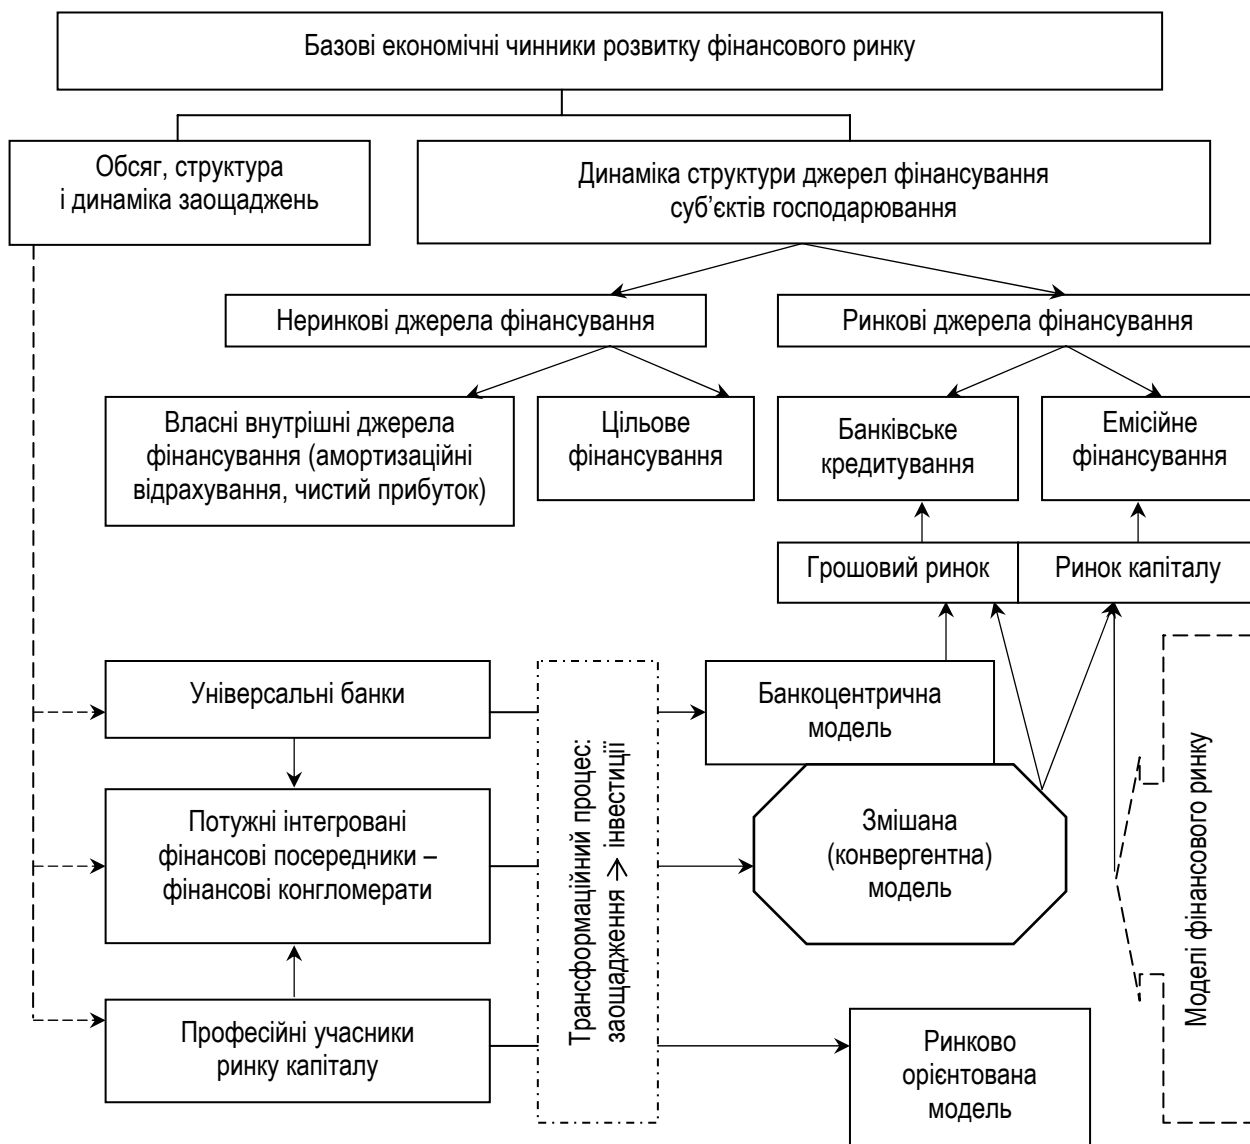 Базові економічні чинники розвитку фінансового ринку
Обсяг, структура
і динаміка заощаджень
Динаміка структури джерел фінансування
суб’єктів господарювання
Неринкові джерела фінансування
Ринкові джерела фінансування
Власні внутрішні джерела
фінансування (амортизаційні
відрахування, чистий прибуток)
Цільове
фінансування
Банківське
кредитування
Емісійне
фінансування
Грошовий ринок
Ринок капіталу
Універсальні банки
Потужні інтегровані
фінансові посередники –
фінансові конгломерати
Професійні учасники
ринку капіталу
Трансформаційний процес:
заощадження → інвестиції
Банкоцентрична
модель
Змішана
(конвергентна)
модель
Ринково
орієнтована
модель
Моделі фінансового ринку